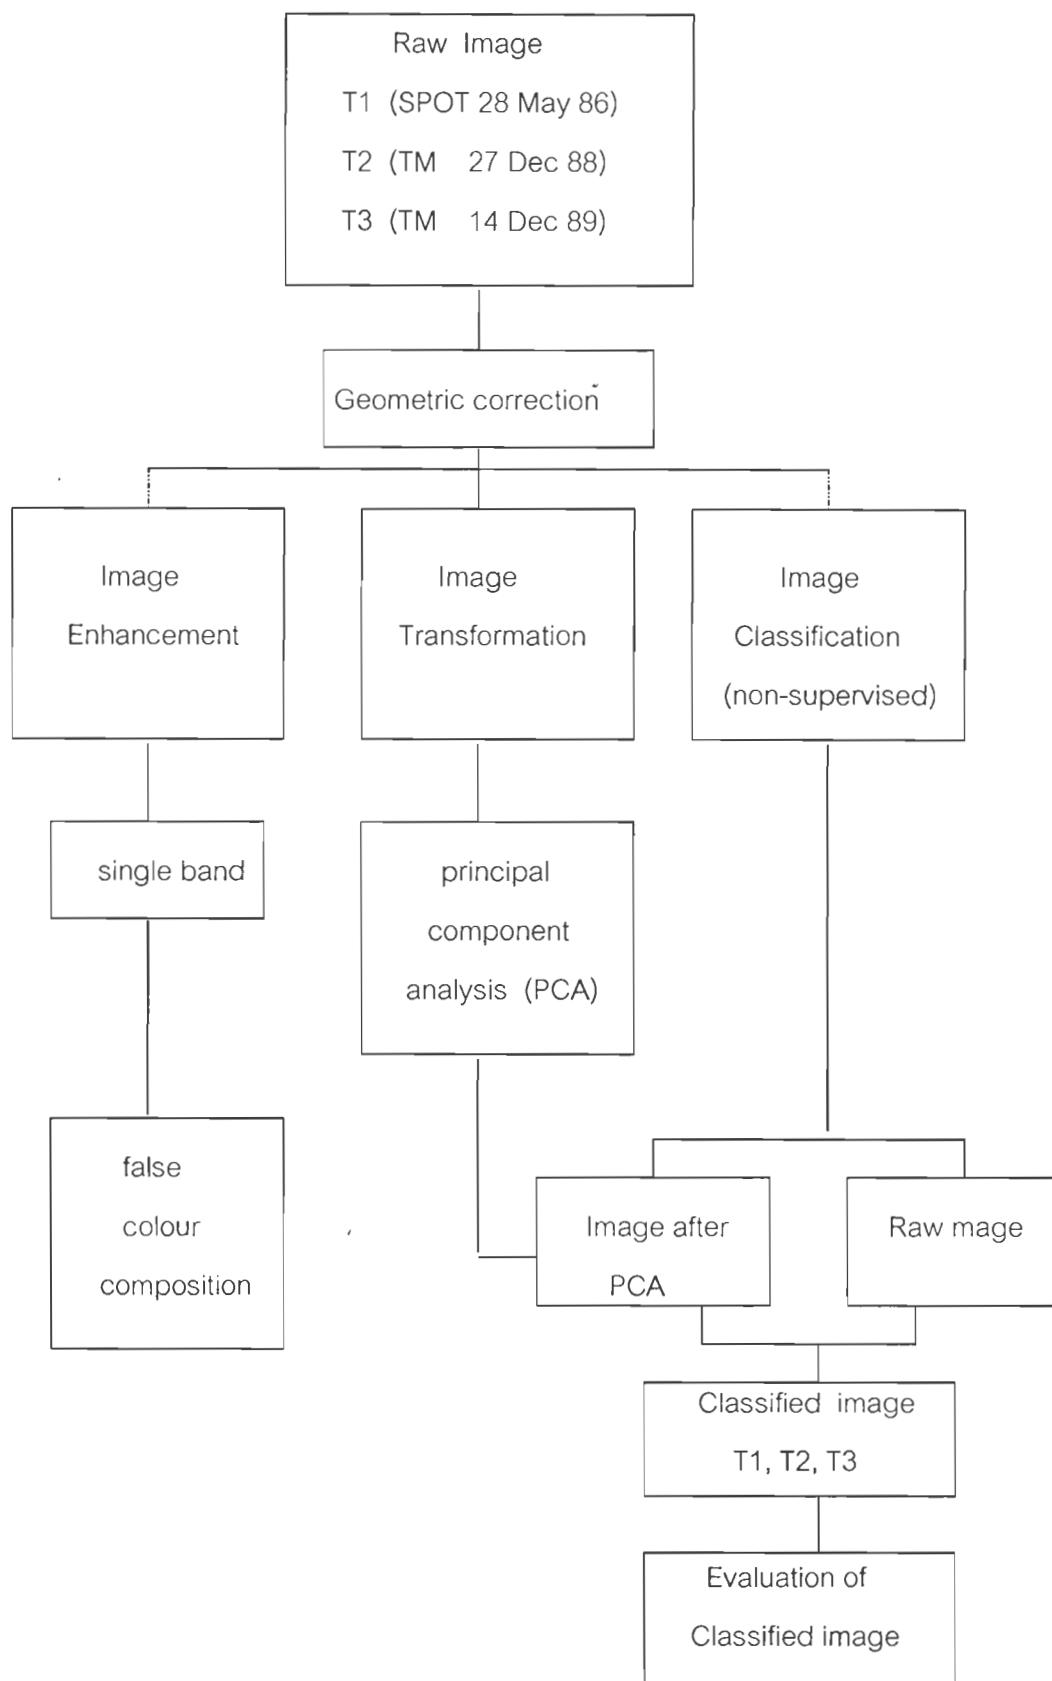 Raw Image
T1 (SPOT 28 May 86)
T2 (TM 27 Dec 88)
T3 (TM 14 Dec 89)
Geometric correction
Image
Enhancement
Image
Transformation
Image
Classification
(non-supervised)
single band
principal
component
analysis (PCA)
false
colour
composition
Image after
PCA
Raw mage
Classified image
T1, T2, T3
Evaluation of
Classified image